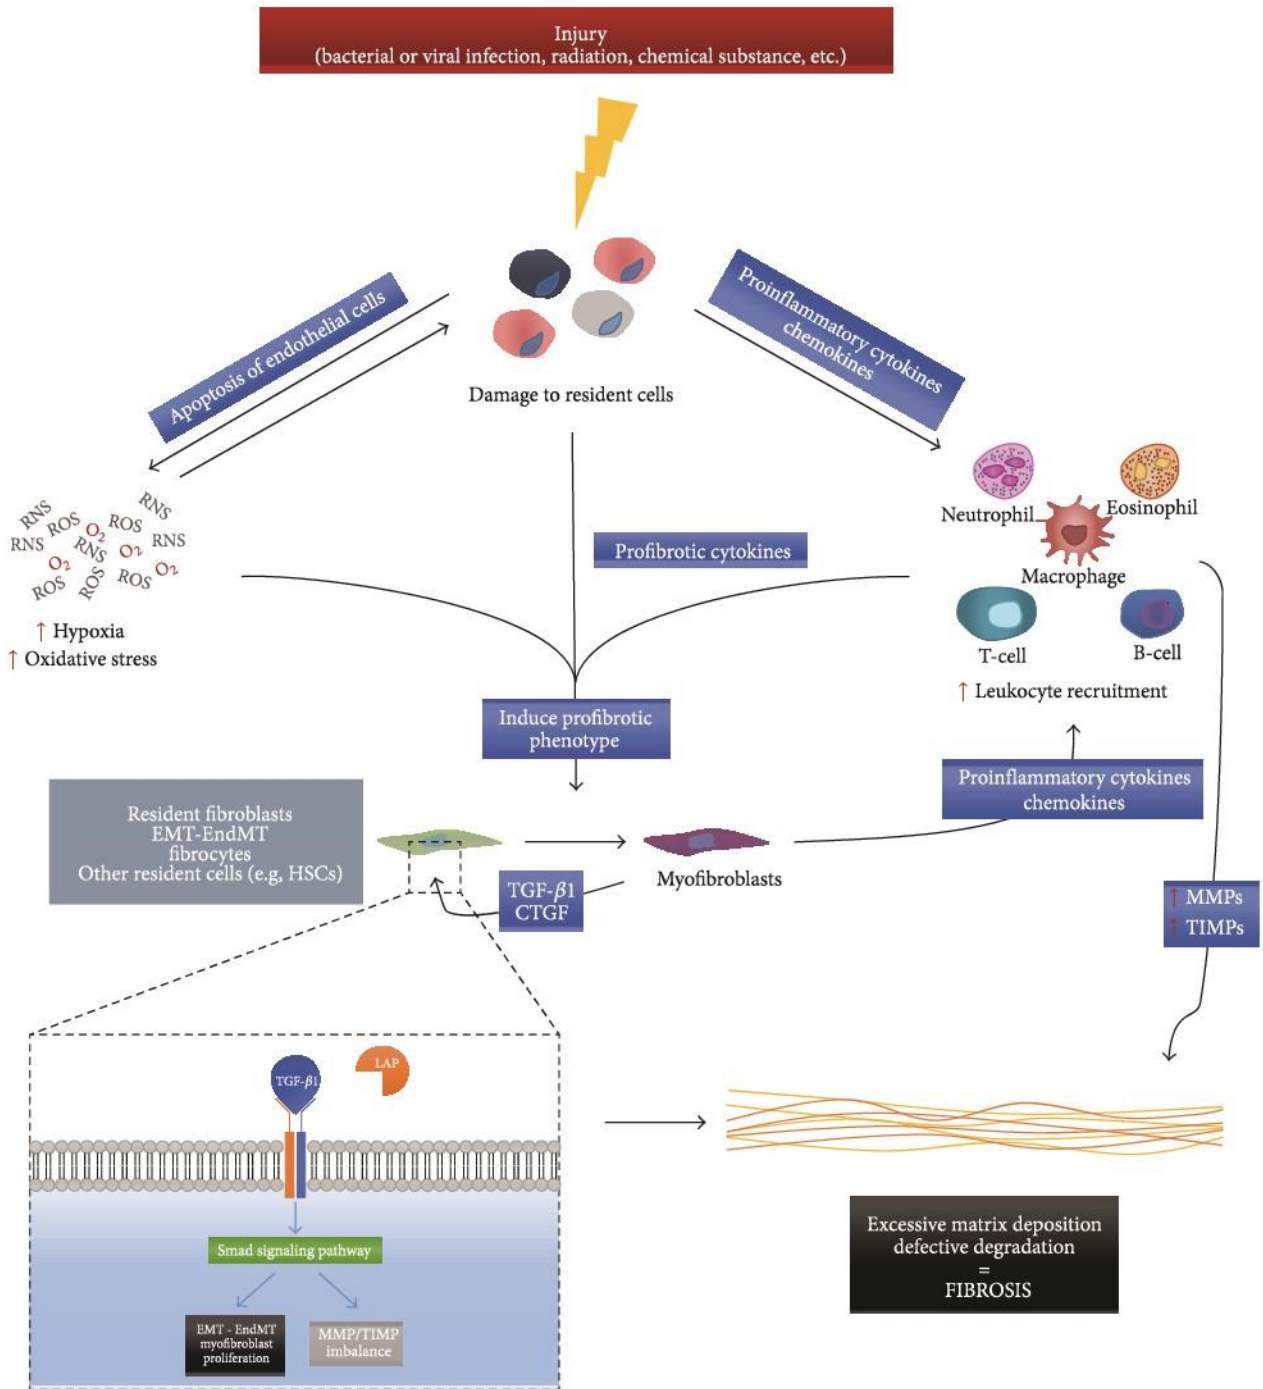 Injury
(bacterial or viral infection, radiation, chemical substance, etc.)
Apoptosis of endothelial cells
Proinflammatory cytokines
chemokines
Damage to resident cells
RNS
RNS
ROS
O2
ROS
RNS
RNS
O2
RNS
O2
ROS
ROS
ROS
O2
↑ Hypoxia
↑ Oxidative stress
Profibrotic cytokines
Neutrophil
Eosinophil
Macrophage
T-cell
B-cell
↑ Leukocyte recruitment
Induce profibrotic
phenotype
Proinflammatory cytokines
chemokines
Resident fibroblasts
EMT-EndMT
fibrocytes
Other resident cells (e.g, HSCs)
Myofibroblasts
TGF-β1
CTGF
↑ MMPs
↑ TIMPs
TGF-β1
LAP
Smad signaling pathway
EMT - EndMT
myofibroblast
proliferation
MMP/TIMP
imbalance
Excessive matrix deposition
defective degradation
=
FIBROSIS